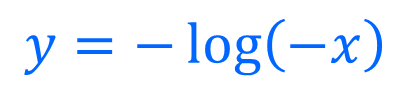 y = − log(−x)